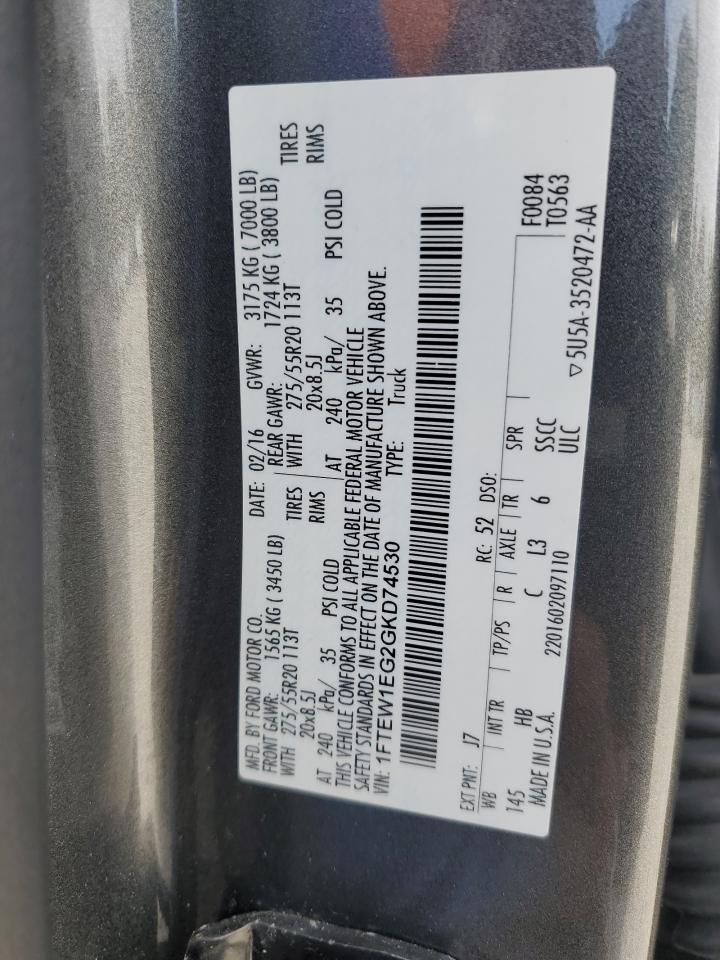 MFD. BY FORD MOTOR CO. DATE: 02/16 GVWR: 3175 KG ( 7000 LB)
FRONT GAWR: 1565 KG ( 3450 LB) REAR GAWR: 1724 KG ( 3800 LB)
WITH 275/55R20 113T TIRES WITH 275/55R20 113T TIRES
20x8.5J RIMS 20x8.5J RIMS
AT 240 kPa/ 35 PSI COLD AT 240 kPa/ 35 PSI COLD
THIS VEHICLE CONFORMS TO ALL APPLICABLE FEDERAL MOTOR VEHICLE
SAFETY STANDARDS IN EFFECT ON THE DATE OF MANUFACTURE SHOWN ABOVE.
VIN: 1FTEW1EG2GKD74530 TYPE: Truck
EXT PNT: J7 RC: 52 DSO:
WB INT TR TP/PS R AXLE TR SPR F0084
145 HB C L3 6 SSCC T0563
MADE IN U.S.A. 2201602097110 ULC ▽5U5A-3520472-AA